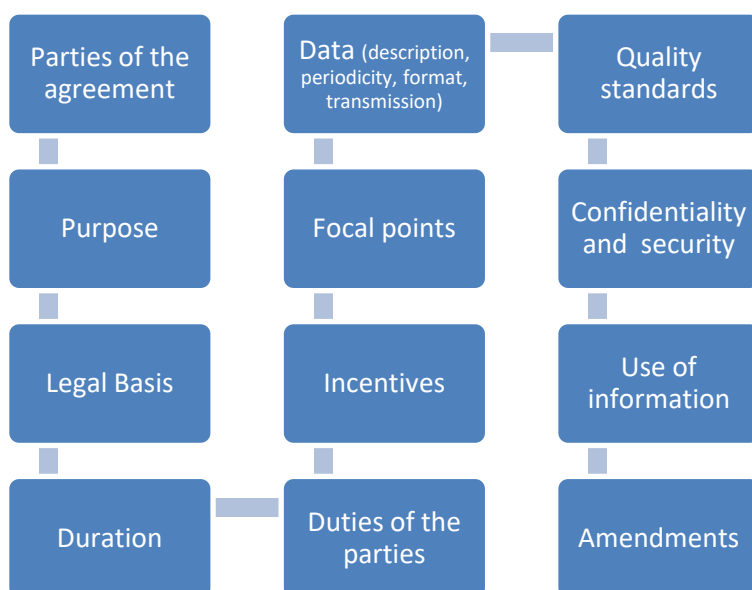 Parties of the
agreement
Purpose
Legal Basis
Duration
Duties of the
parties
Incentives
Focal points
Data (description,
periodicity, format,
transmission)
Quality
standards
Confidentiality
and security
Use of
information
Amendments